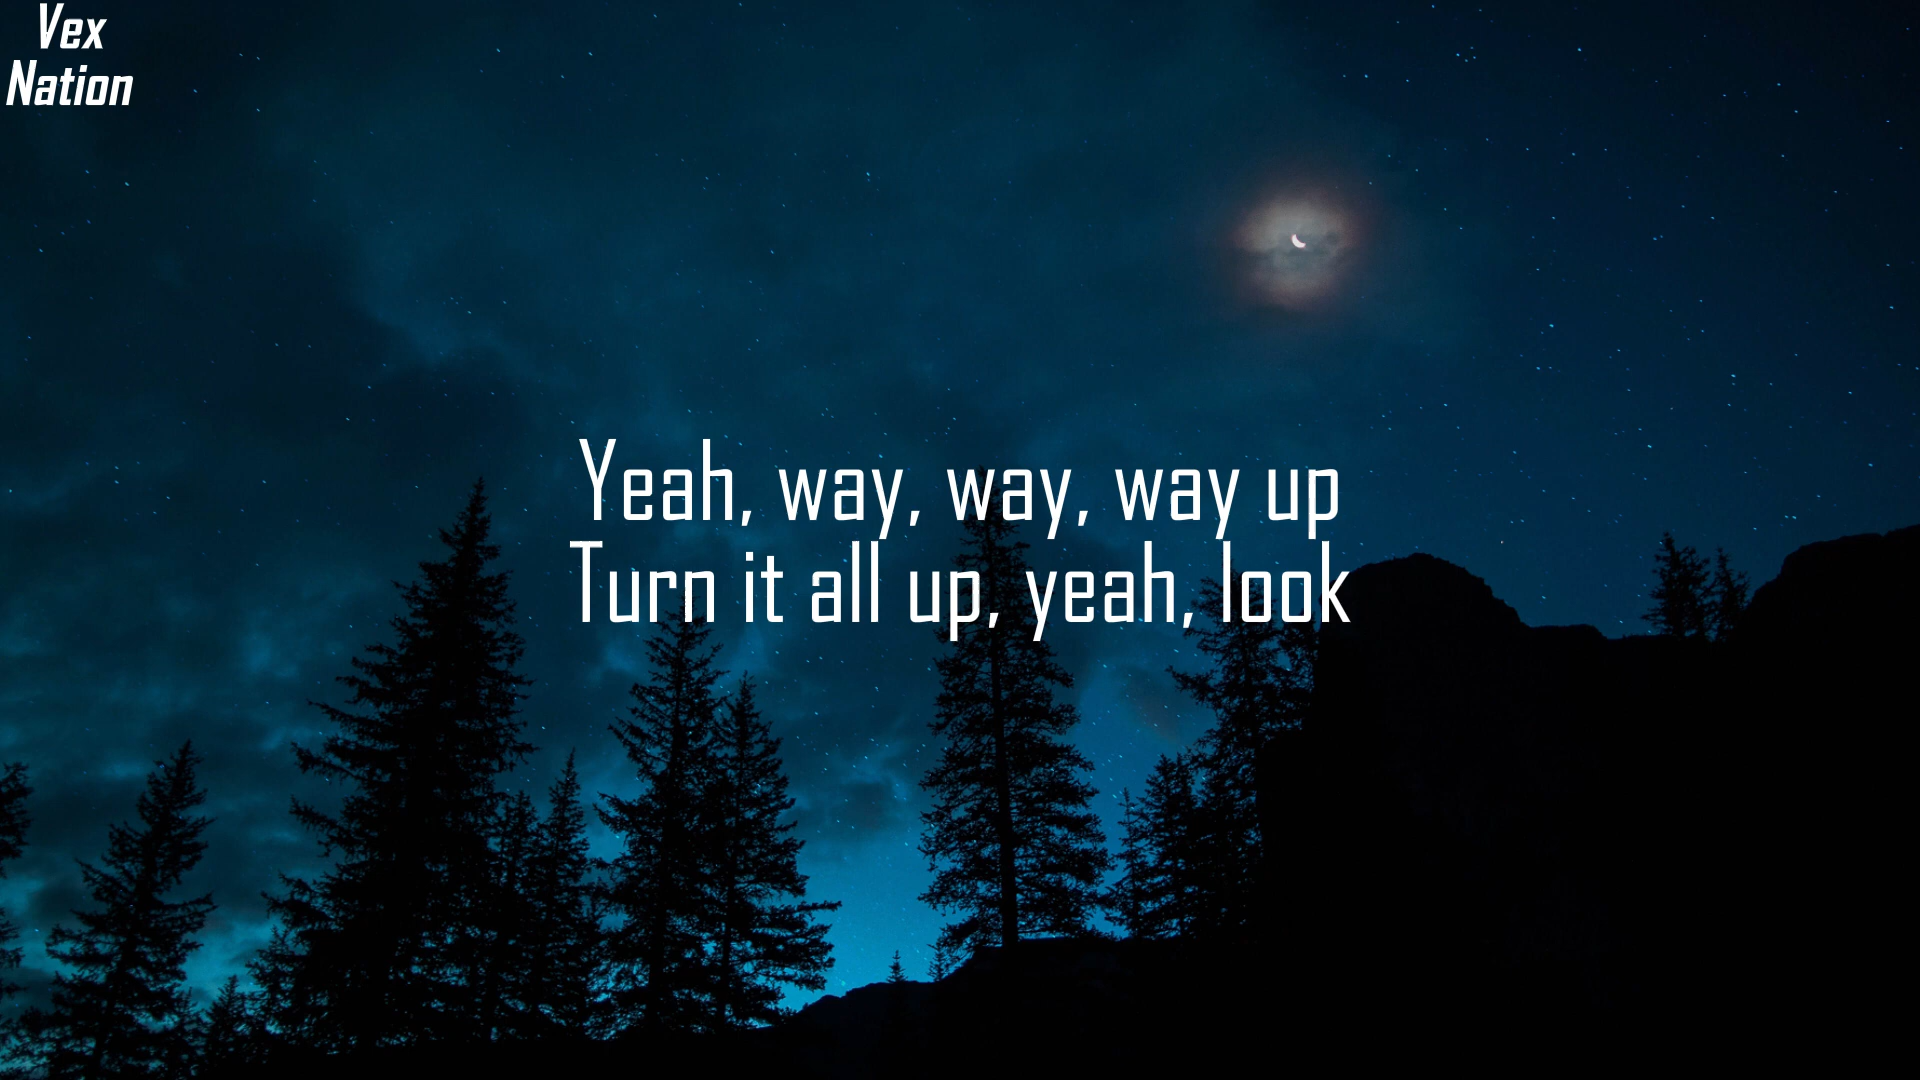 Vex
Nation
Yeah, way, way, way up
Turn it all up, yeah, look